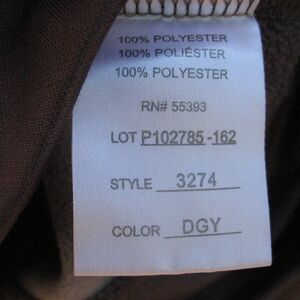 100% POLYESTER
100% POLIÉSTER
100% POLYESTER
RN# 55393
LOT P102785-162
STYLE 3274
COLOR DGY